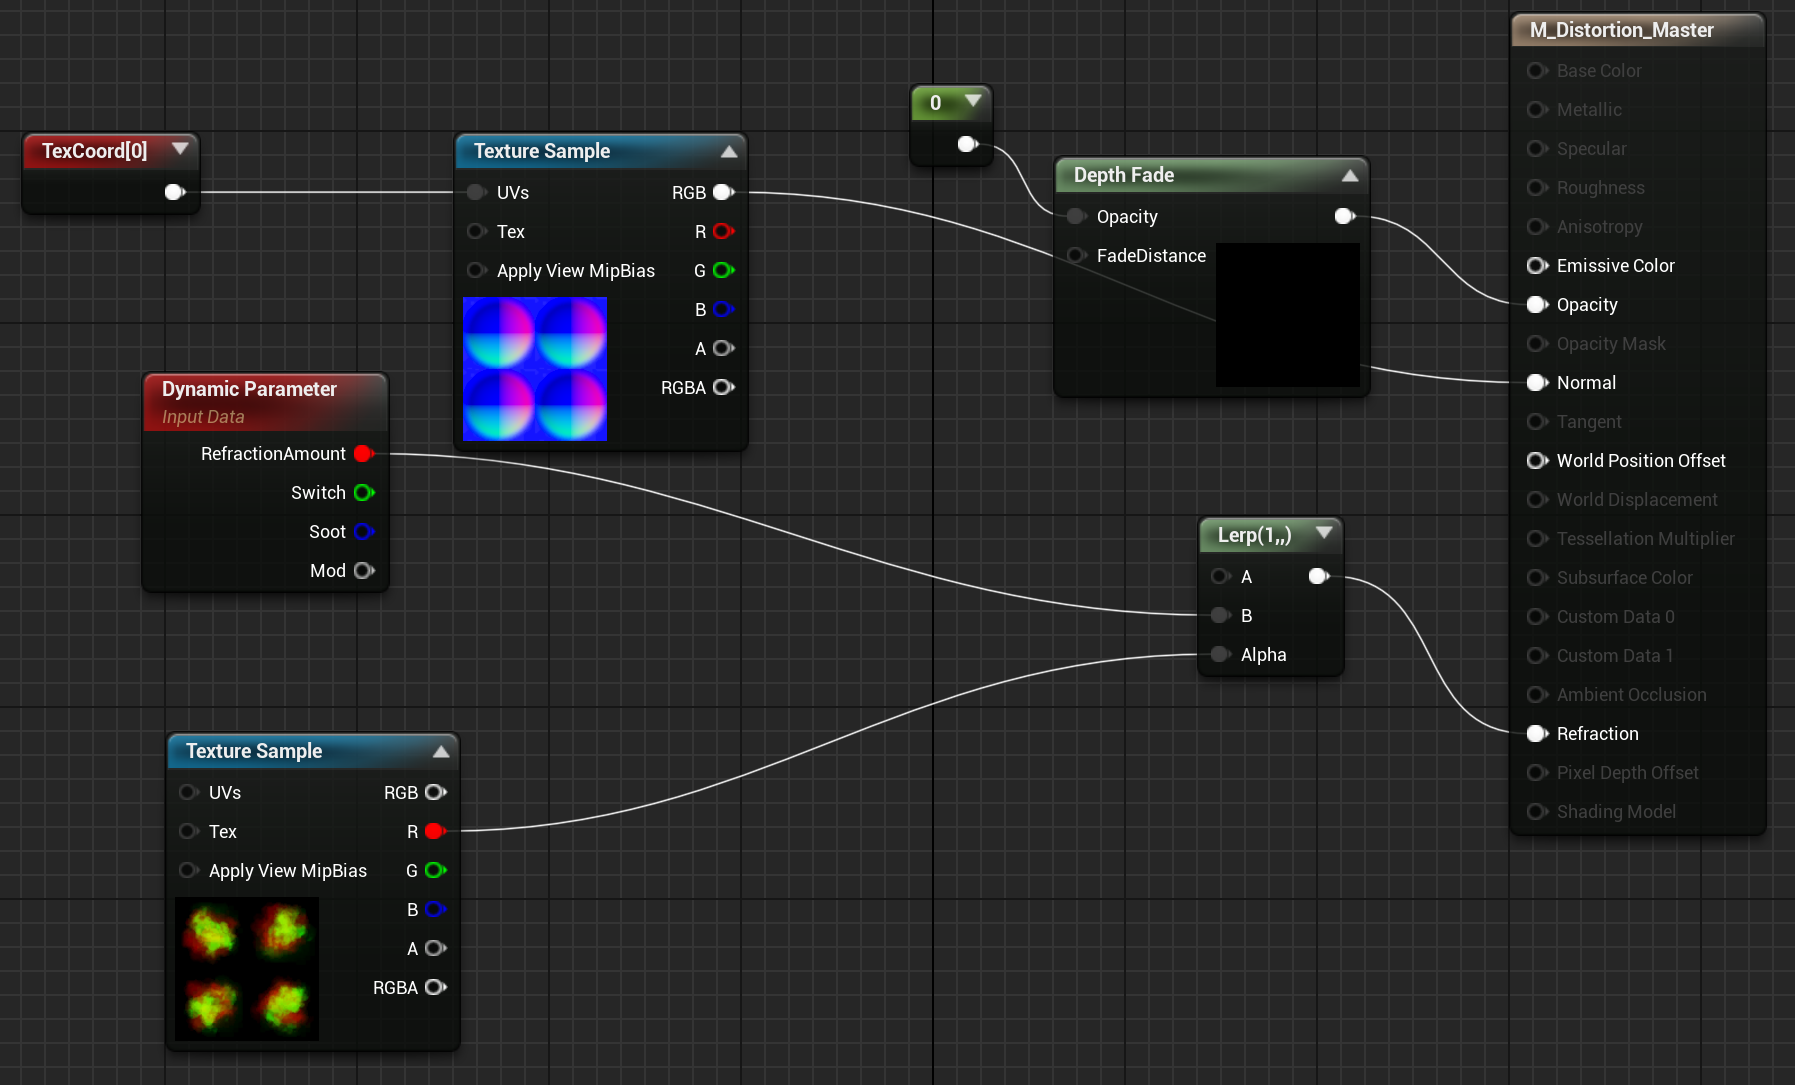 TexCoord[0]
Texture Sample
UVs
RGB
Tex
R
Apply View MipBias
G
B
A
RGBA
Dynamic Parameter
Input Data
RefractionAmount
Switch
Soot
Mod
Texture Sample
UVs
RGB
Tex
R
Apply View MipBias
G
B
A
RGBA
0
Depth Fade
Opacity
FadeDistance
Lerp(1,,)
A
B
Alpha
M_Distortion_Master
Base Color
Metallic
Specular
Roughness
Anisotropy
Emissive Color
Opacity
Opacity Mask
Normal
Tangent
World Position Offset
World Displacement
Tessellation Multiplier
Subsurface Color
Custom Data 0
Custom Data 1
Ambient Occlusion
Refraction
Pixel Depth Offset
Shading Model